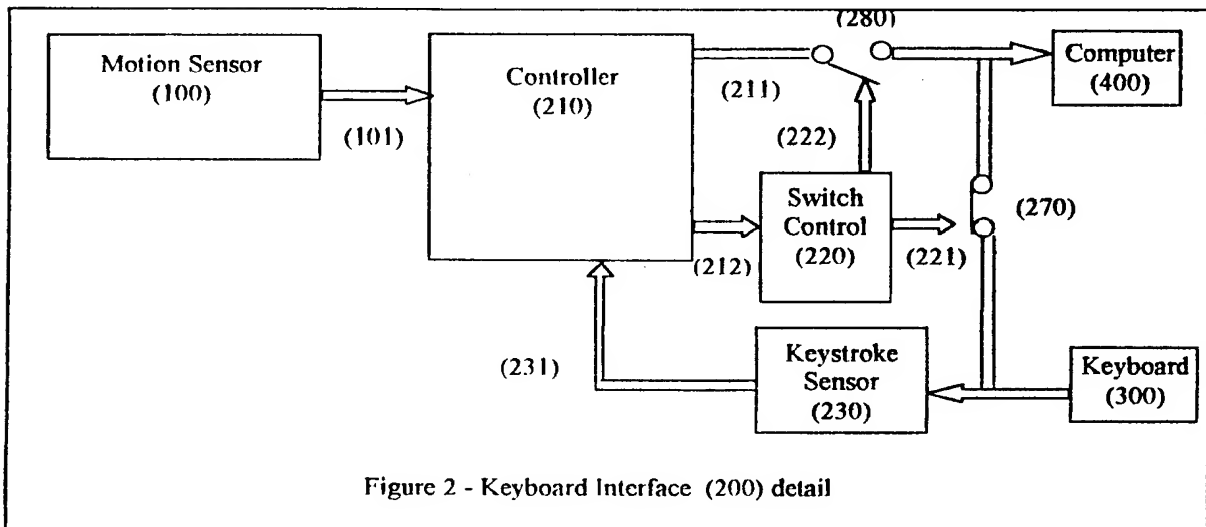 (280)
Motion Sensor
(100)
(101)
Controller
(210)
(211)
Computer
(400)
(222)
Switch
Control
(220)
(212)
(221)
(270)
(231)
Keystroke
Sensor
(230)
Keyboard
(300)
Figure 2 - Keyboard Interface (200) detail